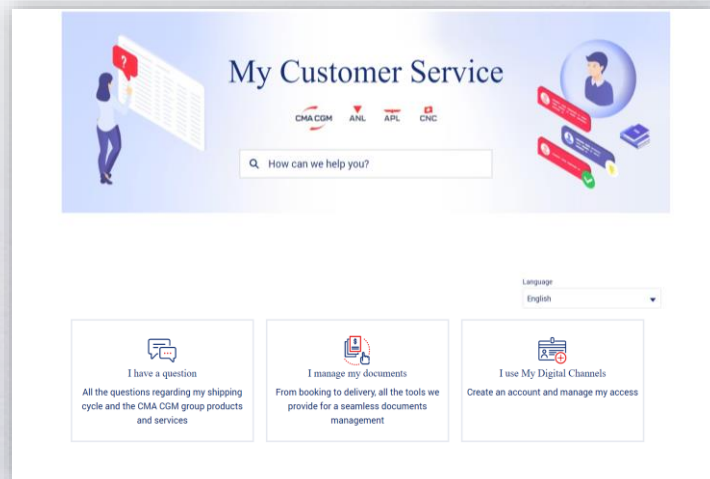 ?
My Customer Service
CMA CGM ANL APL CNC
How can we help you?
Language
English
I have a question
All the questions regarding my shipping
cycle and the CMA CGM group products
and services
I manage my documents
From booking to delivery, all the tools we
provide for a seamless documents
management
I use My Digital Channels
Create an account and manage my access